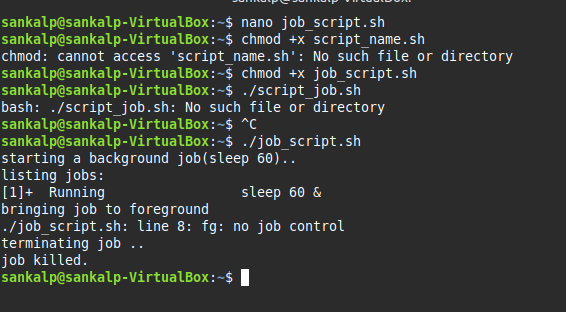 sankalp@sankalp-VirtualBox:~$ nano job_script.sh
sankalp@sankalp-VirtualBox:~$ chmod +x script_name.sh
chmod: cannot access 'script_name.sh': No such file or directory
sankalp@sankalp-VirtualBox:~$ chmod +x job_script.sh
sankalp@sankalp-VirtualBox:~$ ./script_job.sh
bash: ./script_job.sh: No such file or directory
sankalp@sankalp-VirtualBox:~$ ^C
sankalp@sankalp-VirtualBox:~$ ./job_script.sh
starting a background job(sleep 60)..
listing jobs:
[1]+  Running                 sleep 60 &
bringing job to foreground
./job_script.sh: line 8: fg: no job control
terminating job ..
job killed.
sankalp@sankalp-VirtualBox:~$